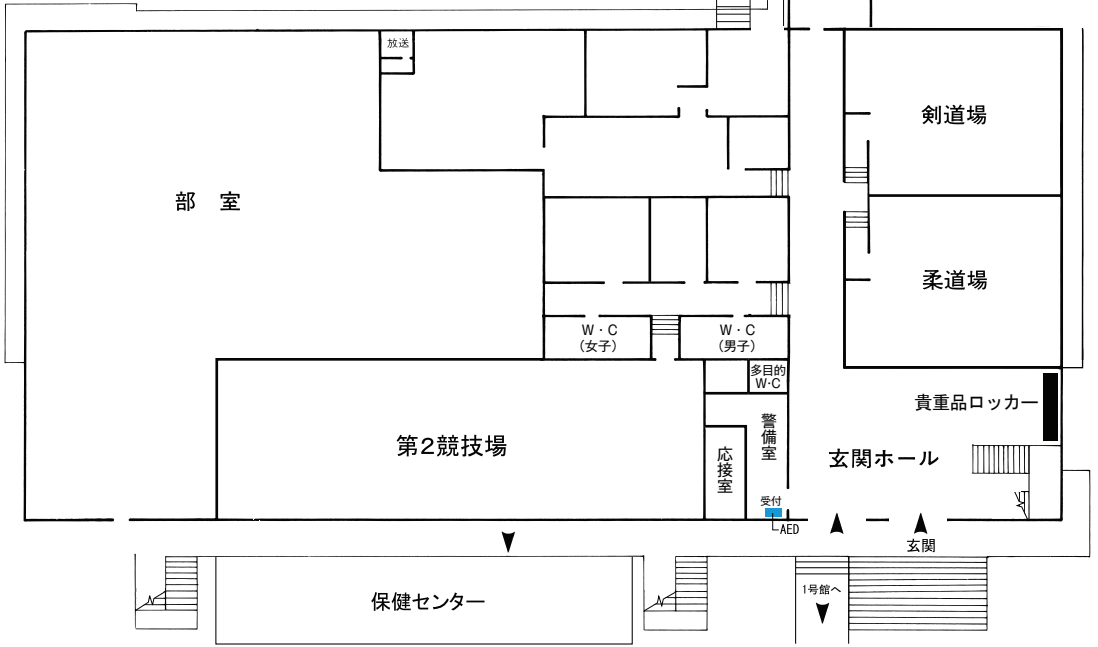 放送
剣道場
部 室
柔道場
W・C
(女子)
W・C
(男子)
多目的
W・C
貴重品ロッカー
警備室
第2競技場
応接室
玄関ホール
受付
AED
玄関
1号館へ
保健センター